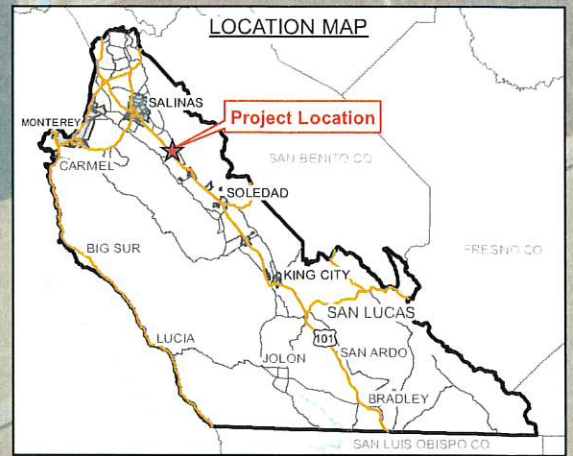 LOCATION MAP
SALINAS
MONTEREY
Project Location
CARMEL
SAN BENITO CO
SOLEDAD
BIG SUR
FRESNO CO
KING CITY
SAN LUCAS
LUCIA
101
JOLON
SAN ARDO
BRADLEY
SAN LUIS OBISPO CO